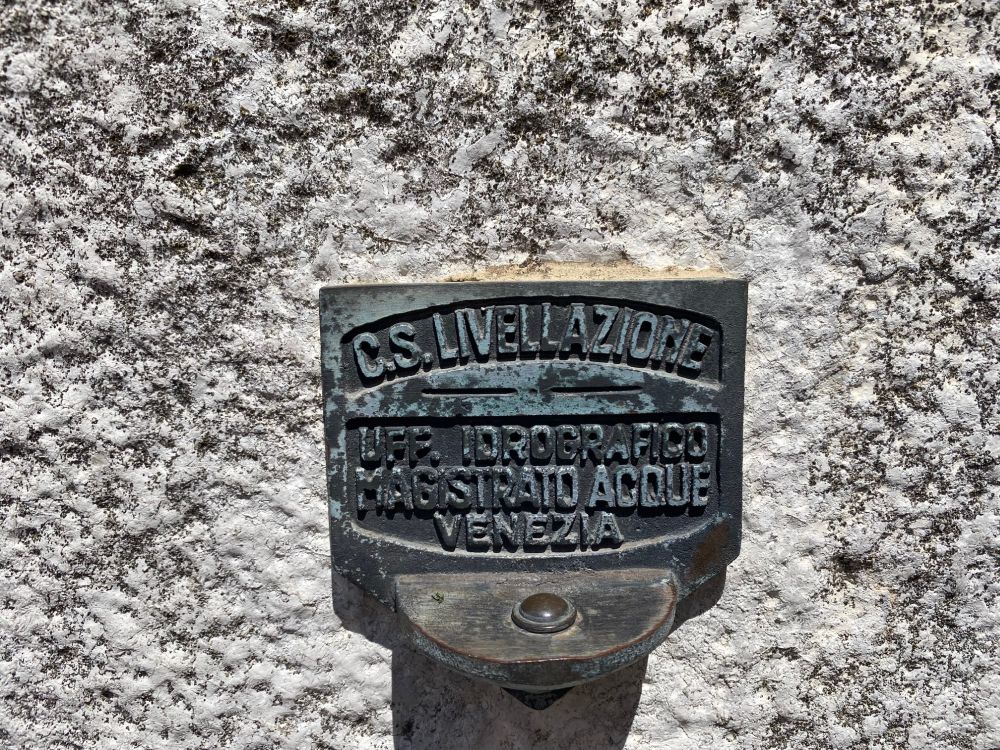 C.S. LIVELLAZIONE
UFF. IDROGRAFICO
MAGISTRATO ACQUE
VENEZIA